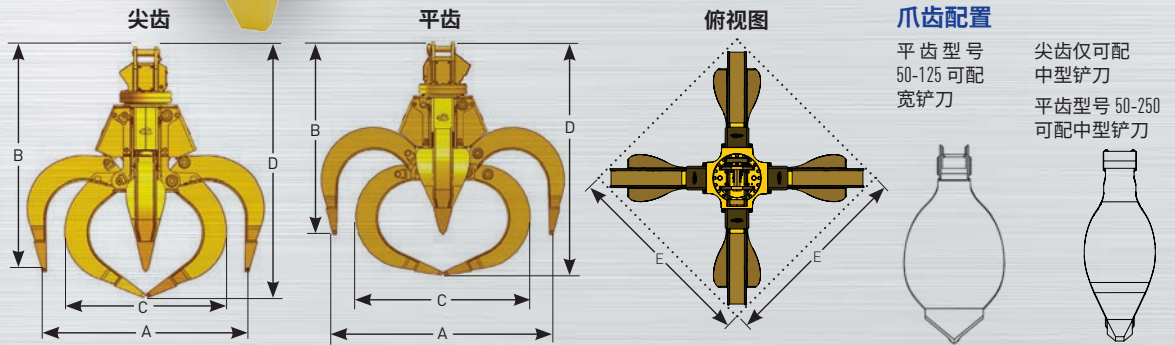 尖齿
平齿
俯视图
爪齿配置
平齿型号
50-125 可配
宽铲刀
尖齿仅可配
中型铲刀
平齿型号 50-250
可配中型铲刀
B
D
C
A
B
D
C
A
E
E